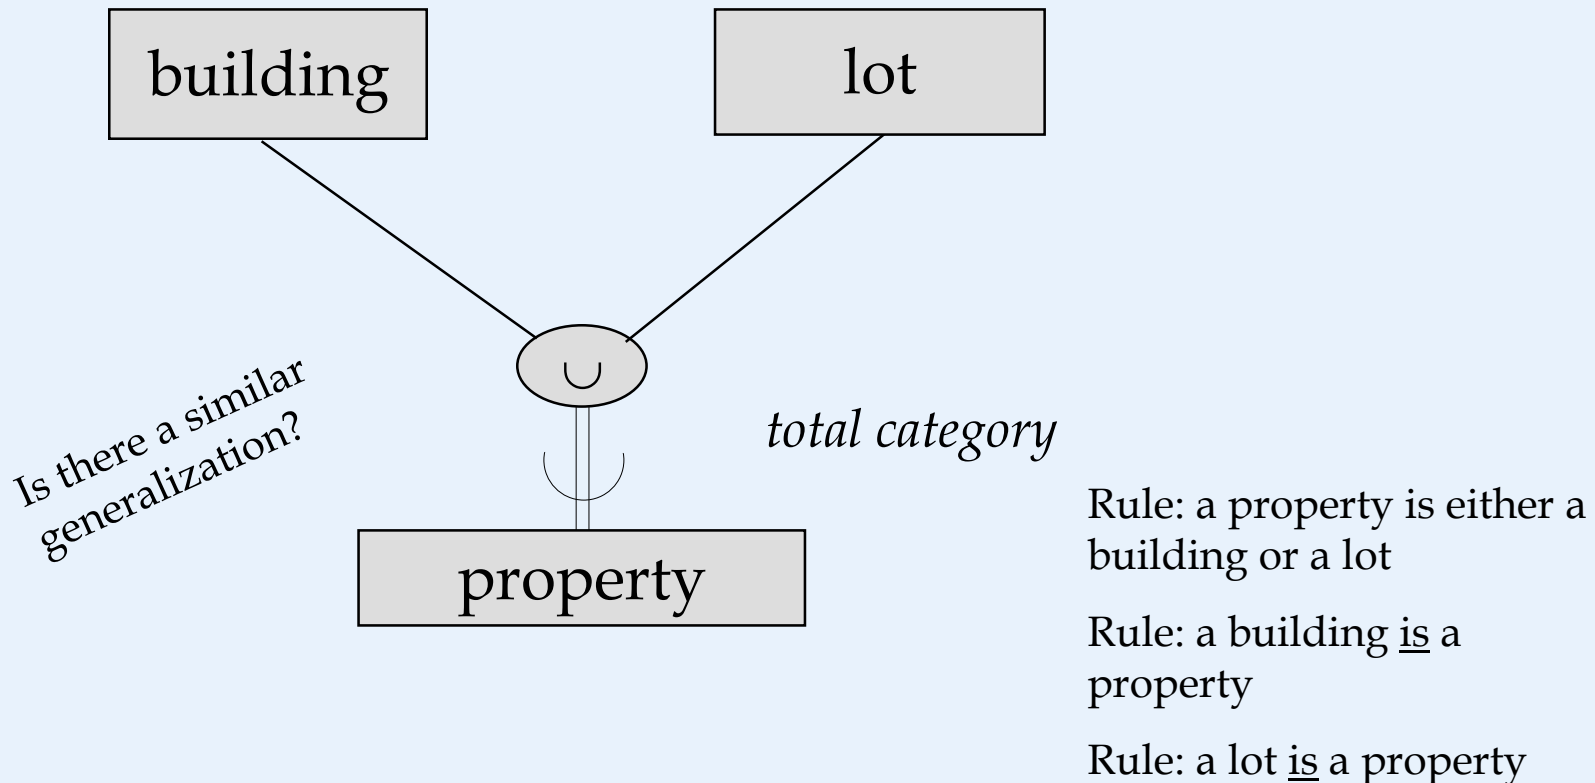 building
lot
∪
Is there a similar
generalization?
total category
property
Rule: a property is either a
building or a lot
Rule: a building is a
property
Rule: a lot is a property